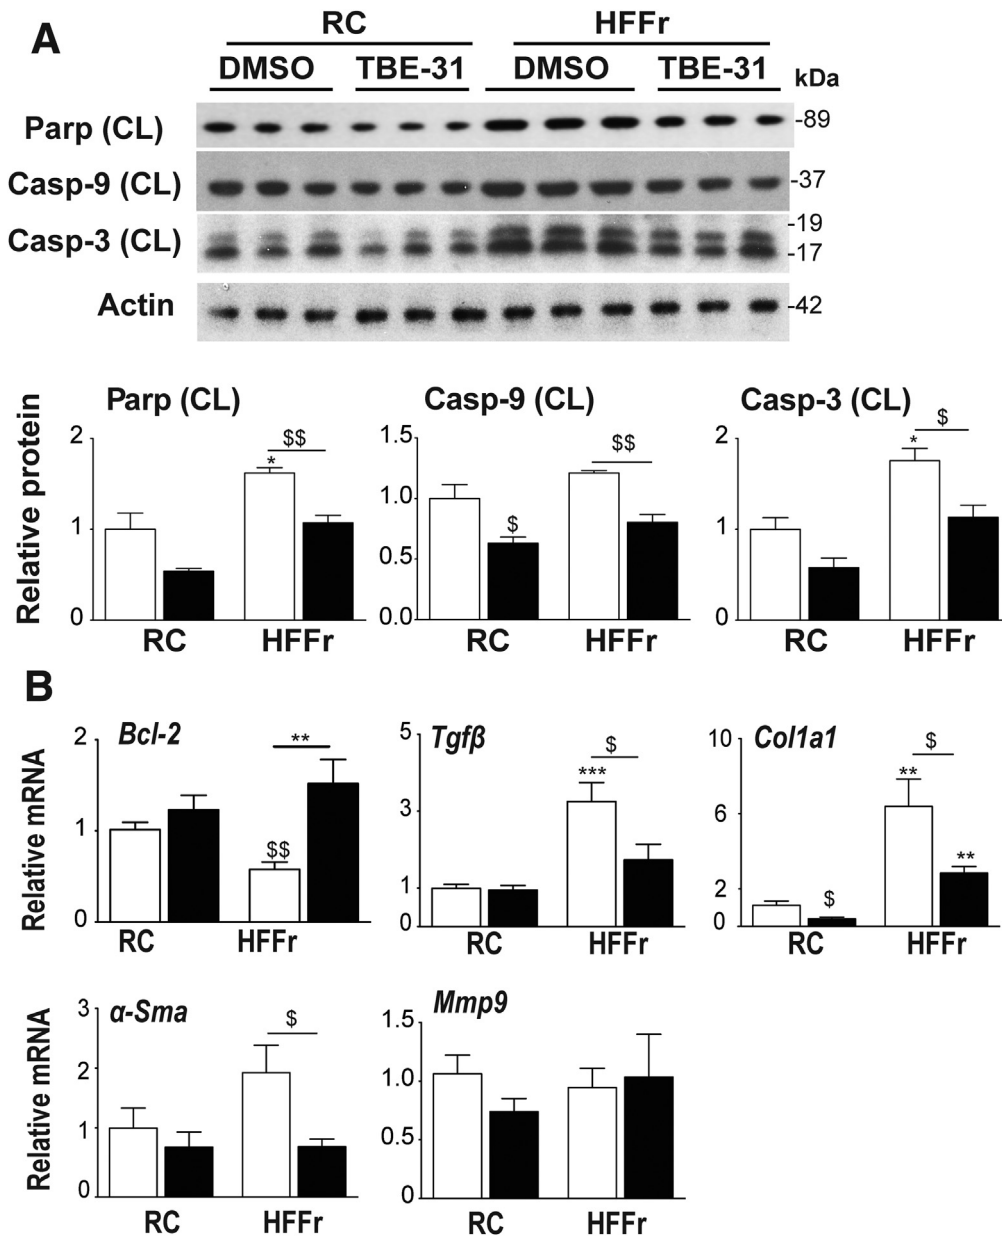 A
RC HFFr
DMSO TBE-31 DMSO TBE-31 kDa
Parp (CL) -89
Casp-9 (CL) -37
Casp-3 (CL) -19
-17
Actin -42
Relative protein
Parp (CL)
2
1
0
$$
*
RC HFFr
Casp-9 (CL)
1.5
1.0
0.5
0.0
$
$$
RC HFFr
Casp-3 (CL)
2
1
0
$
*
RC HFFr
B
Relative mRNA
Bcl-2
2
1
0
**
$$
RC HFFr
Tgfβ
5
3
1
0
$
***
RC HFFr
Col1a1
10
6
2
0
$
$
**
**
RC HFFr
Relative mRNA
α-Sma
3
2
1
0
$
RC HFFr
Mmp9
1.5
1.0
0.5
0
RC HFFr